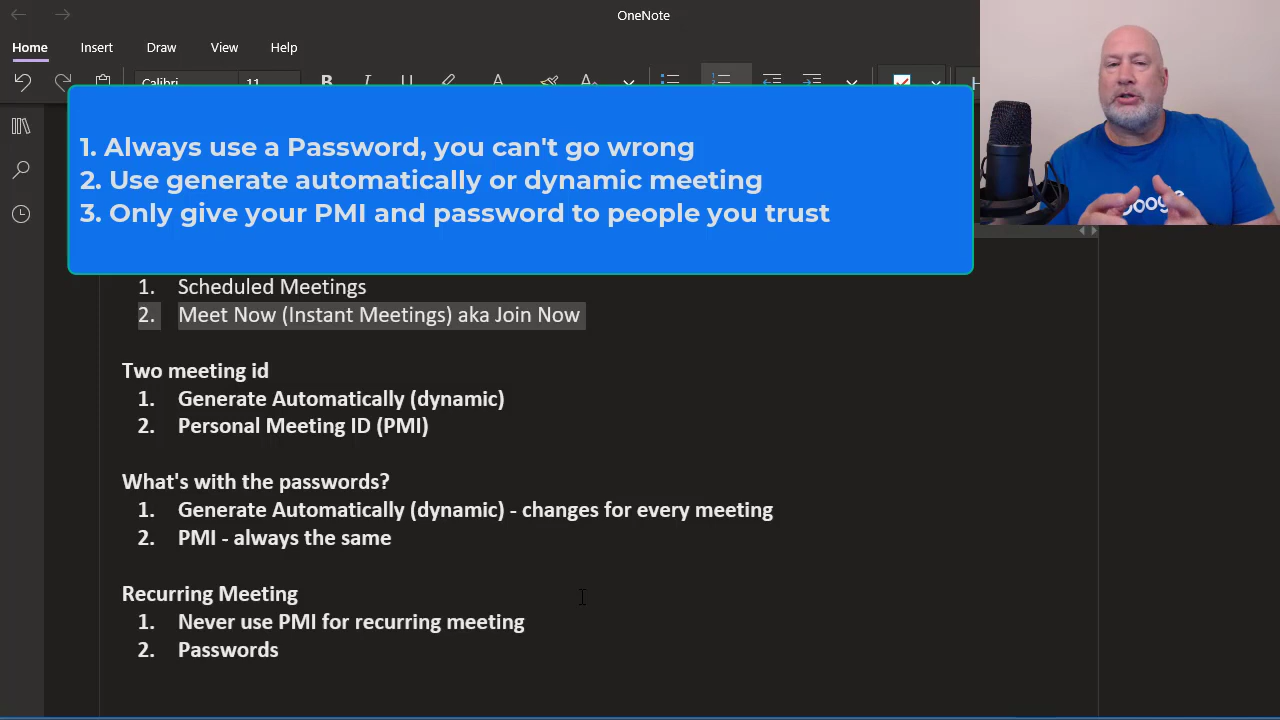 OneNote
Home Insert Draw View Help
Calibri 11
1. Always use a Password, you can't go wrong
2. Use generate automatically or dynamic meeting
3. Only give your PMI and password to people you trust
1. Scheduled Meetings
2. Meet Now (Instant Meetings) aka Join Now
Two meeting id
1. Generate Automatically (dynamic)
2. Personal Meeting ID (PMI)
What's with the passwords?
1. Generate Automatically (dynamic) - changes for every meeting
2. PMI - always the same
Recurring Meeting
1. Never use PMI for recurring meeting
2. Passwords